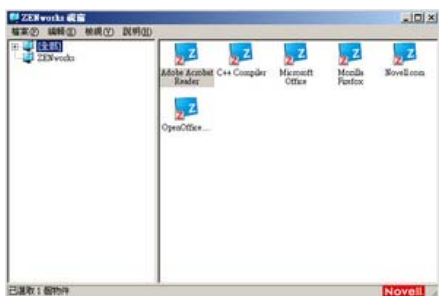 ZENworks 視窗
檔案(F) 編輯(E) 檢視(V) 說明(H)
[全部]
ZENworks
Adobe Acrobat Reader
C++ Compiler
Microsoft Office
Mozilla Firefox
Novell.com
OpenOffice....
已選取 1 個物件
Novell